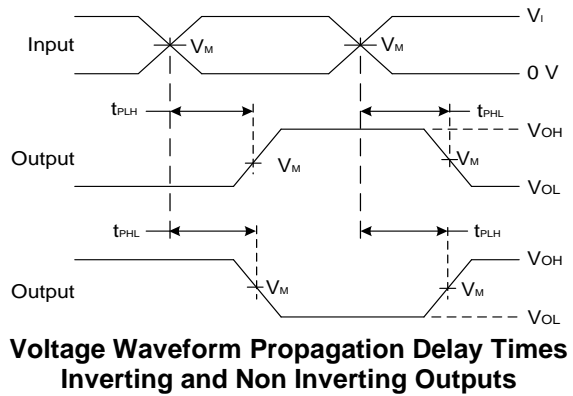 VI
Input VM VM
0 V
tPLH tPHL
VOH
Output VM VM
VOL
tPHL tPLH
VOH
Output VM VM
VOL
Voltage Waveform Propagation Delay Times
Inverting and Non Inverting Outputs